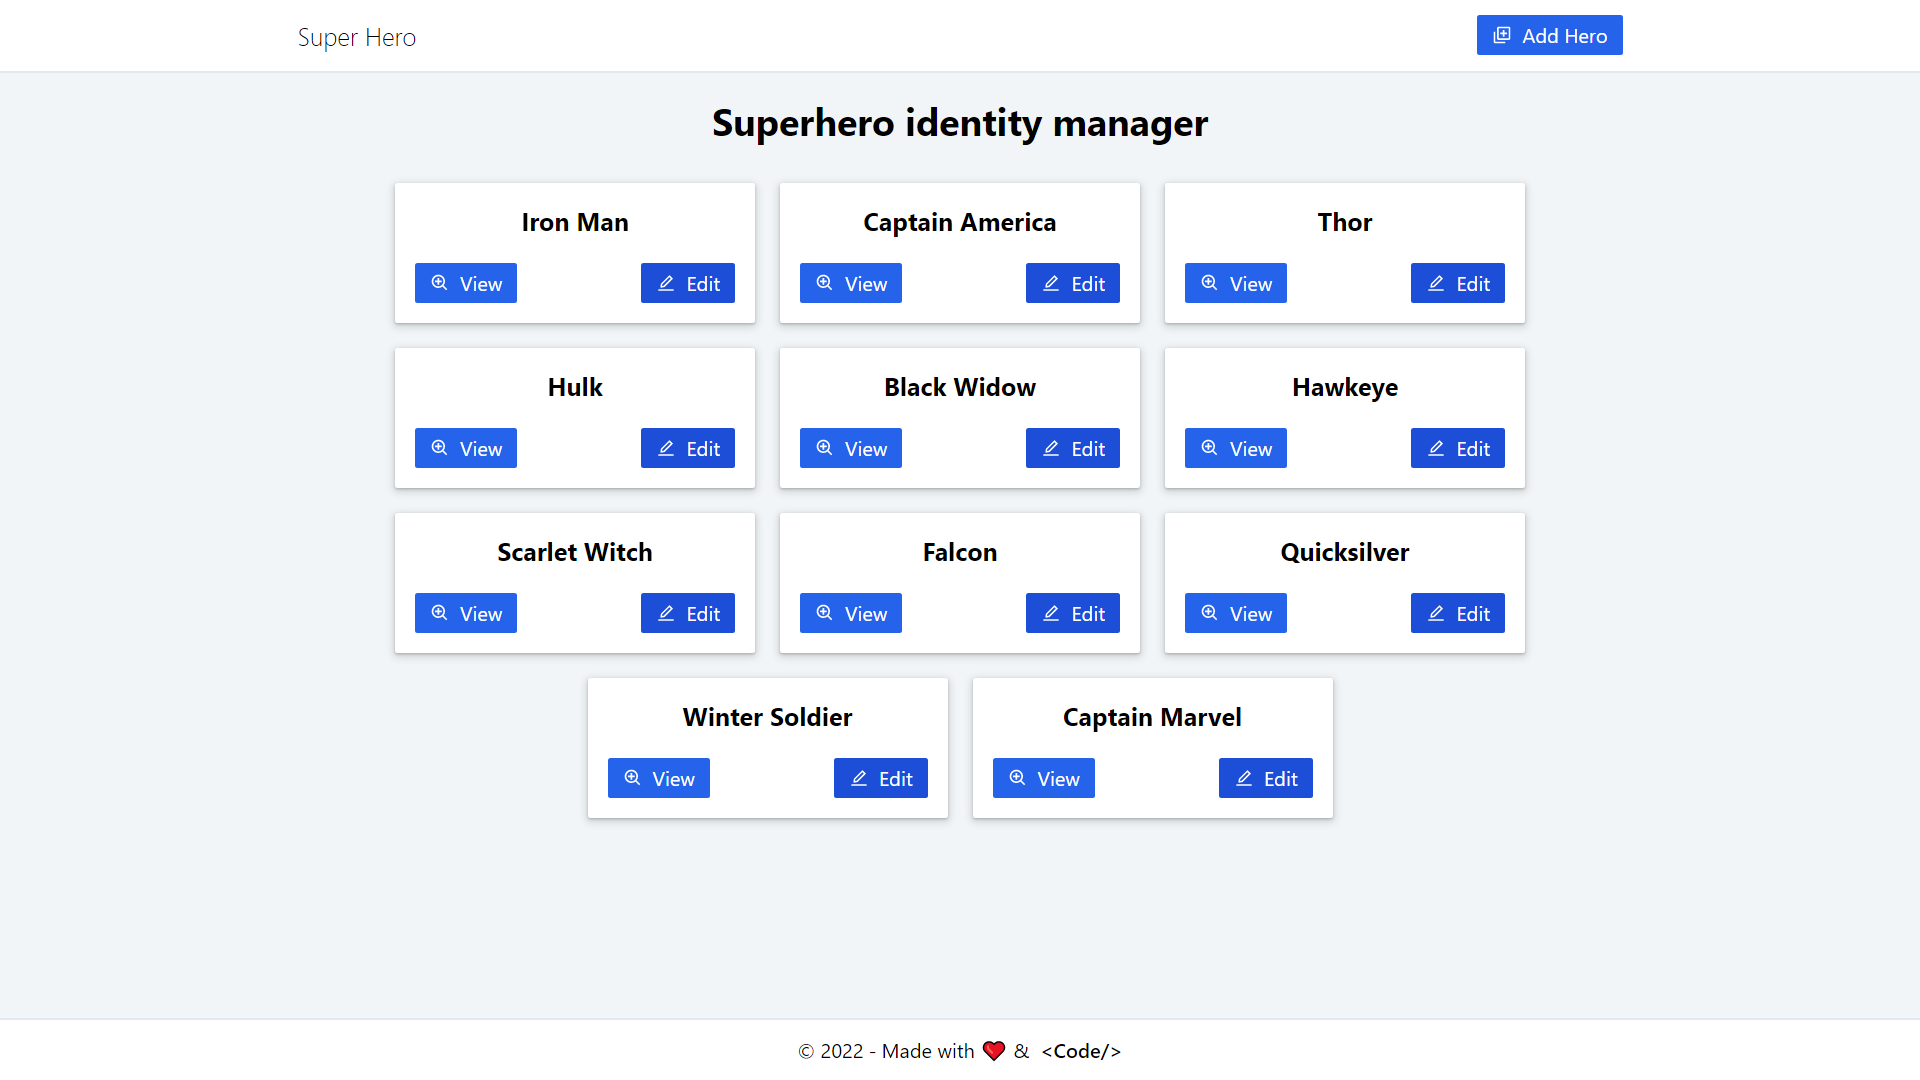 Super Hero
Add Hero
Superhero identity manager
Iron Man
View
Edit
Captain America
View
Edit
Thor
View
Edit
Hulk
View
Edit
Black Widow
View
Edit
Hawkeye
View
Edit
Scarlet Witch
View
Edit
Falcon
View
Edit
Quicksilver
View
Edit
Winter Soldier
View
Edit
Captain Marvel
View
Edit
© 2022 - Made with ❤️ & <Code/>